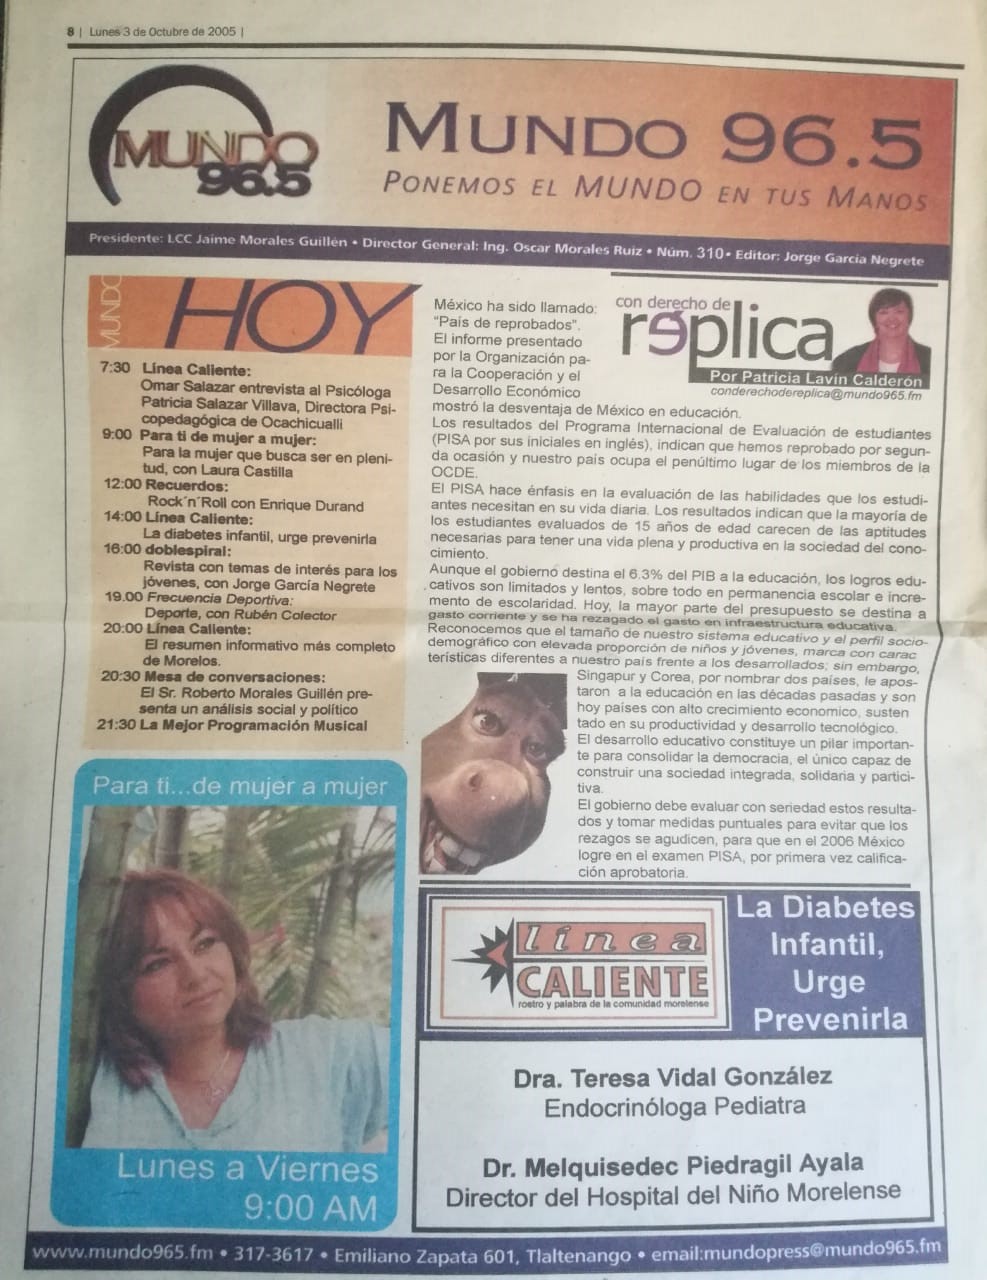 8 | Lunes 3 de Octubre de 2005 |
MUNDO
96.5
MUNDO 96.5
PONEMOS EL MUNDO EN TUS MANOS
Presidente: LCC Jaime Morales Guillén • Director General: Ing. Oscar Morales Ruiz • Núm. 310• Editor: Jorge García Negrete
MUNDO
HOY
7:30 Línea Caliente:
Omar Salazar entrevista al Psicóloga
Patricia Salazar Villava, Directora Psi-
copedagógica de Ocachicualli
9:00 Para ti de mujer a mujer:
Para la mujer que busca ser en pleni-
tud, con Laura Castilla
12:00 Recuerdos:
Rock´n´Roll con Enrique Durand
14:00 Línea Caliente:
La diabetes infantil, urge prevenirla
16:00 doblespiral:
Revista con temas de interés para los
jóvenes, con Jorge García Negrete
19.00 Frecuencia Deportiva:
Deporte, con Rubén Colector
20:00 Línea Caliente:
El resumen informativo más completo
de Morelos.
20:30 Mesa de conversaciones:
El Sr. Roberto Morales Guillén pre-
senta un análisis social y político
21:30 La Mejor Programación Musical
Para ti...de mujer a mujer
Lunes a Viernes
9:00 AM
con derecho de
réplica
Por Patricia Lavín Calderón
conderechodereplica@mundo965.fm
México ha sido llamado:
"País de reprobados".
El informe presentado
por la Organización pa-
ra la Cooperación y el
Desarrollo Económico
mostró la desventaja de México en educación.
Los resultados del Programa Internacional de Evaluación de estudiantes
(PISA por sus iniciales en inglés), indican que hemos reprobado por segun-
da ocasión y nuestro país ocupa el penúltimo lugar de los miembros de la
OCDE.
El PISA hace énfasis en la evaluación de las habilidades que los estudi-
antes necesitan en su vida diaria. Los resultados indican que la mayoría de
los estudiantes evaluados de 15 años de edad carecen de las aptitudes
necesarias para tener una vida plena y productiva en la sociedad del cono-
cimiento.
Aunque el gobierno destina el 6.3% del PIB a la educación, los logros edu-
cativos son limitados y lentos, sobre todo en permanencia escolar e incre-
mento de escolaridad. Hoy, la mayor parte del presupuesto se destina a
gasto corriente y se ha rezagado el gasto en infraestructura educativa.
Reconocemos que el tamaño de nuestro sistema educativo y el perfil socio-
demográfico con elevada proporción de niños y jóvenes, marca con carac
terísticas diferentes a nuestro país frente a los desarrollados; sin embargo,
Singapur y Corea, por nombrar dos países, le apos-
taron a la educación en las décadas pasadas y son
hoy países con alto crecimiento economico, susten
tado en su productividad y desarrollo tecnológico.
El desarrollo educativo constituye un pilar importan-
te para consolidar la democracia, el único capaz de
construir una sociedad integrada, solidaria y partici-
tiva.
El gobierno debe evaluar con seriedad estos resulta-
dos y tomar medidas puntuales para evitar que los
rezagos se agudicen, para que en el 2006 México
logre en el examen PISA, por primera vez califica-
ción aprobatoria.
línea
CALIENTE
rostro y palabra de la comunidad morelense
La Diabetes
Infantil,
Urge
Prevenirla
Dra. Teresa Vidal González
Endocrinóloga Pediatra
Dr. Melquisedec Piedragil Ayala
Director del Hospital del Niño Morelense
www.mundo965.fm • 317-3617 • Emiliano Zapata 601, Tlaltenango • email:mundopress@mundo965.fm